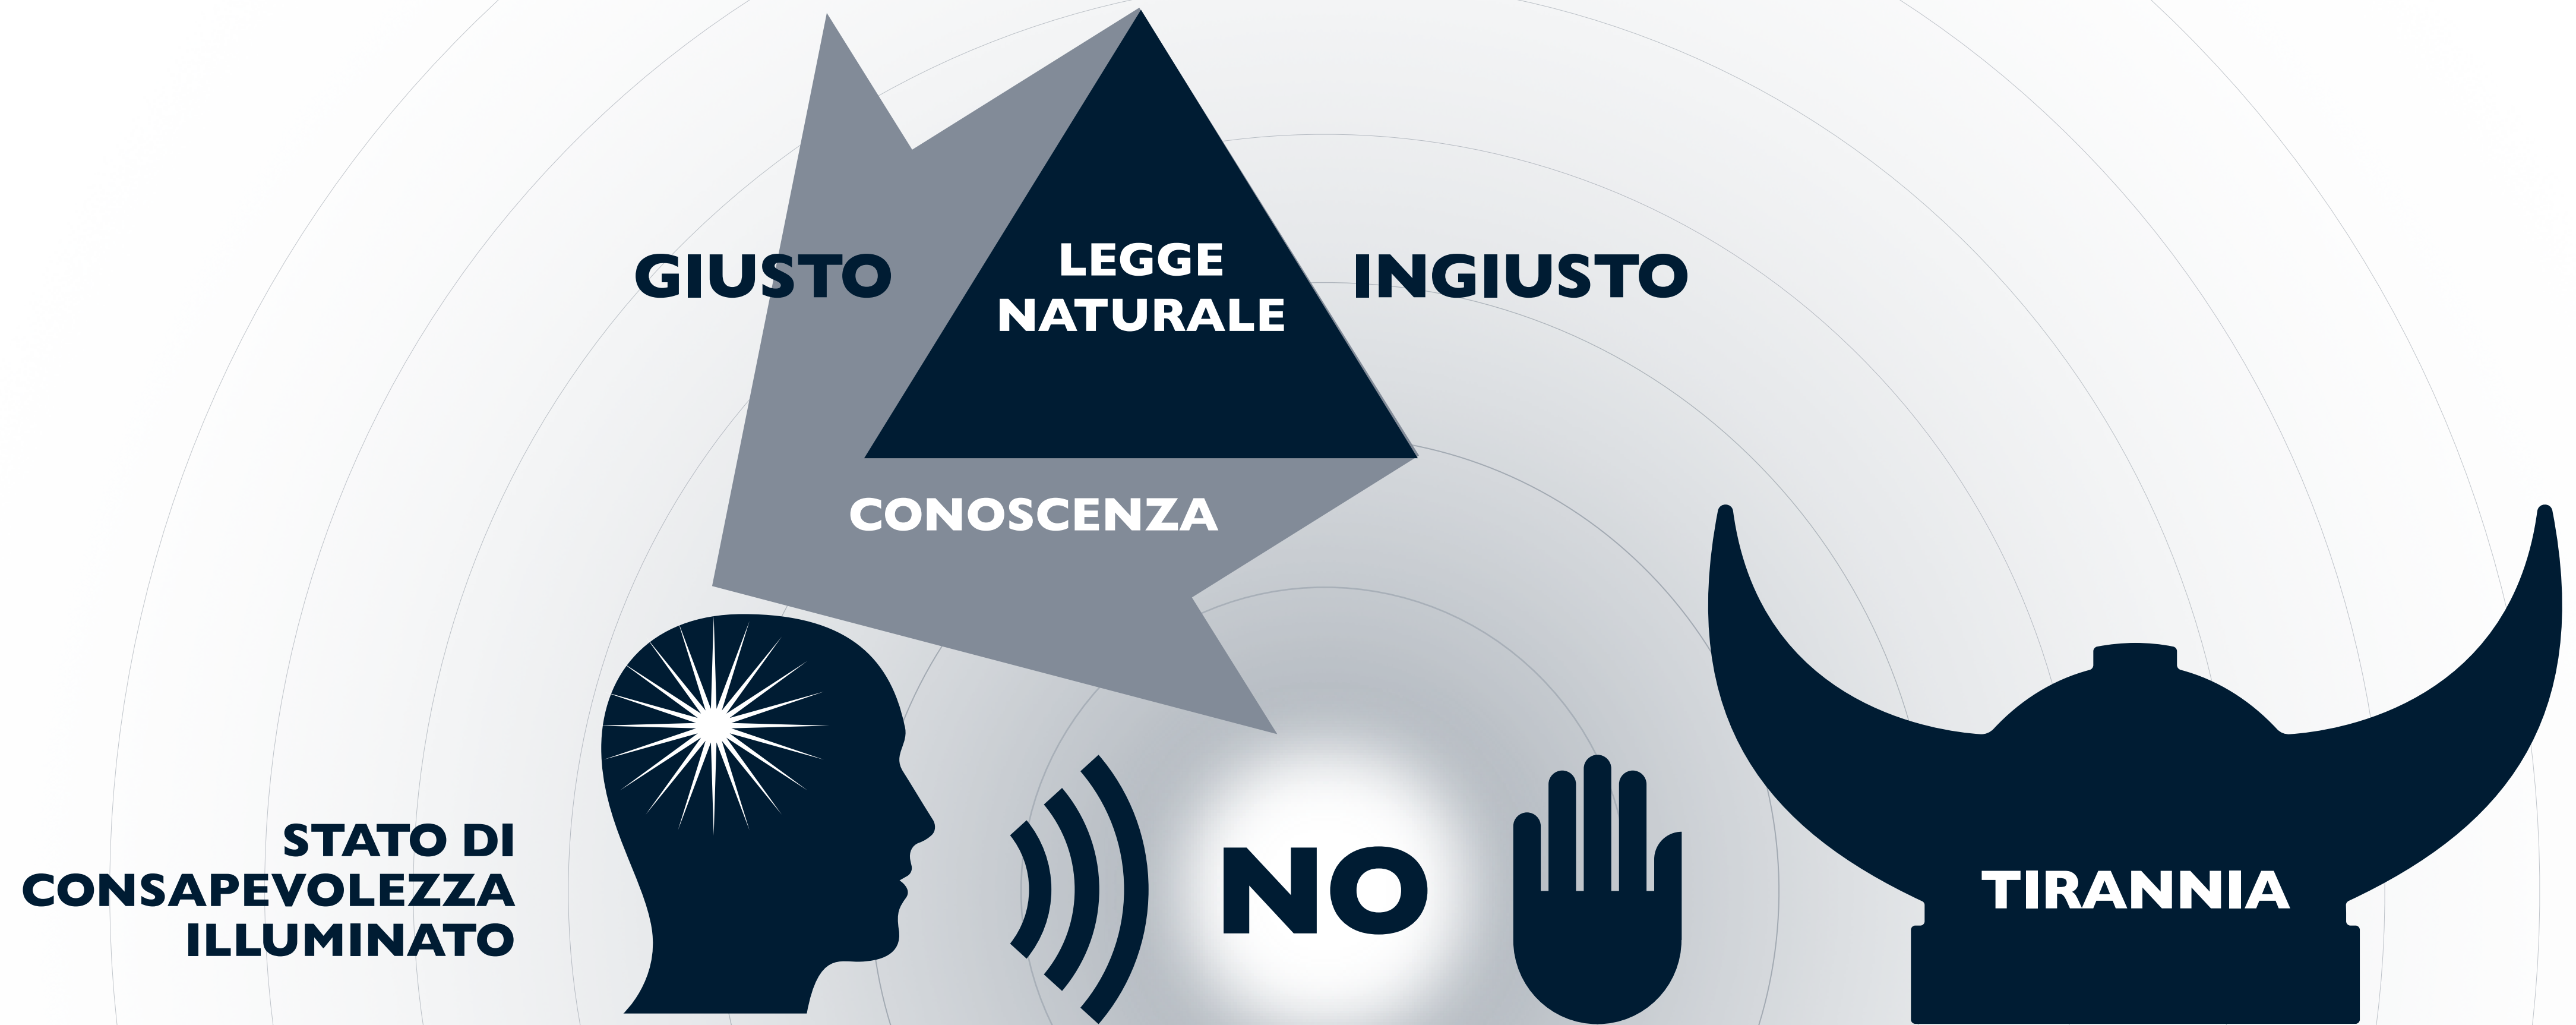 GIUSTO
LEGGE
NATURALE
INGIUSTO
CONOSCENZA
STATO DI
CONSAPEVOLEZZA
ILLUMINATO
NO
TIRANNIA